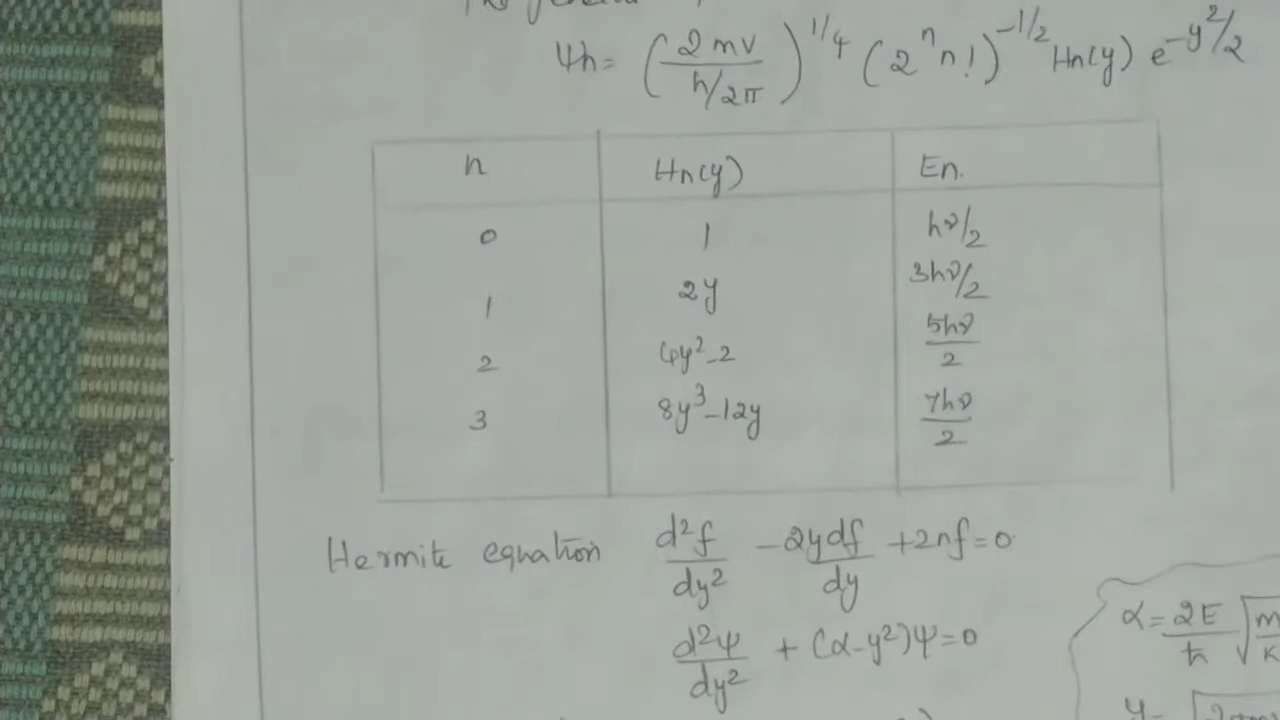 Ψn = (2mν / ħ/2π)^1/4 (2^n n!)^-1/2 Hn(y) e^-y²/2
n Hn(y) En.
0 1 hν/2
1 2y 3hν/2
2 4y²-2 5hν/2
3 8y³-12y 7hν/2
Hermite equation d²f/dy² - 2y df/dy + 2nf = 0
d²ψ/dy² + (α-y²)ψ = 0
α = 2E/ħ √m/k
y =